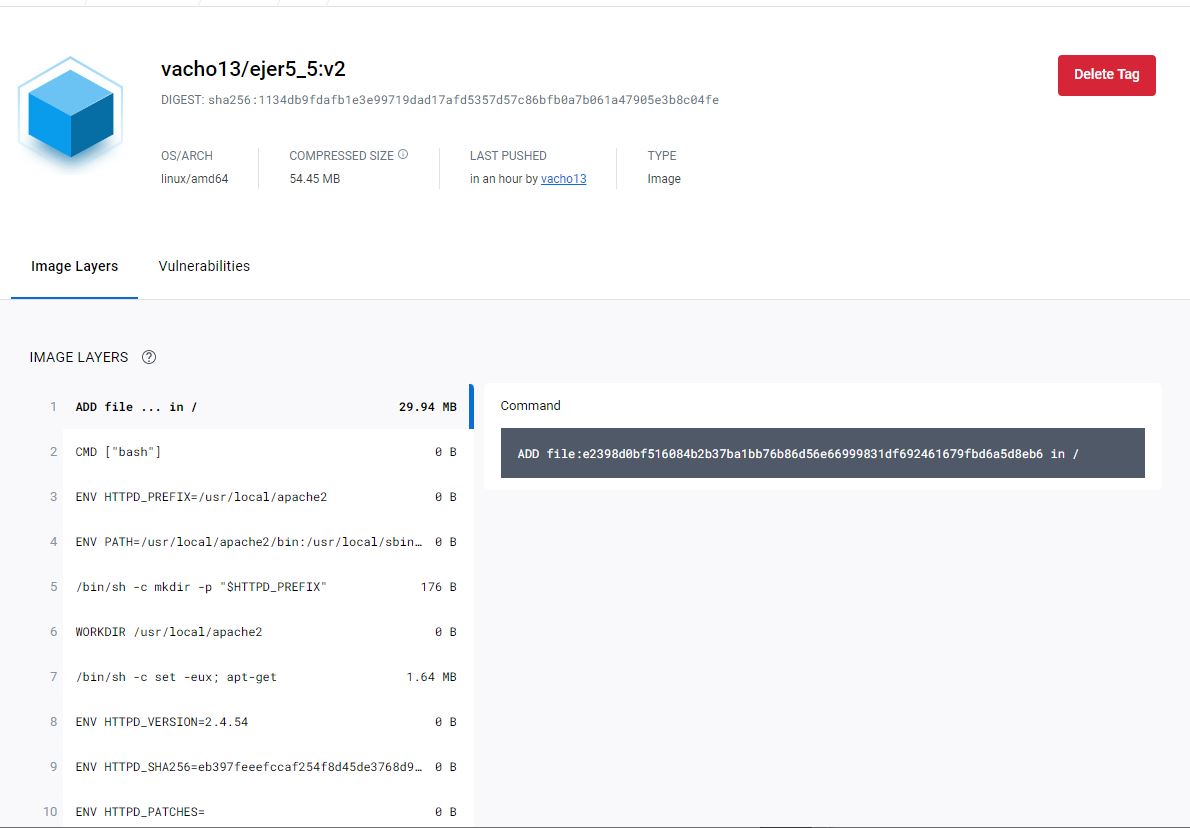 vacho13/ejer5_5:v2
Delete Tag
DIGEST: sha256:1134db9fdafb1e3e99719dad17afd5357d57c86bfb0a7b061a47905e3b8c04fe
OS/ARCH
linux/amd64
COMPRESSED SIZE
54.45 MB
LAST PUSHED
in an hour by vacho13
TYPE
Image
Image Layers
Vulnerabilities
IMAGE LAYERS ?
1 ADD file ... in / 29.94 MB
2 CMD ["bash"] 0 B
3 ENV HTTPD_PREFIX=/usr/local/apache2 0 B
4 ENV PATH=/usr/local/apache2/bin:/usr/local/sbin… 0 B
5 /bin/sh -c mkdir -p "$HTTPD_PREFIX" 176 B
6 WORKDIR /usr/local/apache2 0 B
7 /bin/sh -c set -eux; apt-get 1.64 MB
8 ENV HTTPD_VERSION=2.4.54 0 B
9 ENV HTTPD_SHA256=eb397feeefccaf254f8d45de3768d9… 0 B
10 ENV HTTPD_PATCHES= 0 B
Command
ADD file:e2398d0bf516084b2b37ba1bb76b86d56e66999831df692461679fbd6a5d8eb6 in /